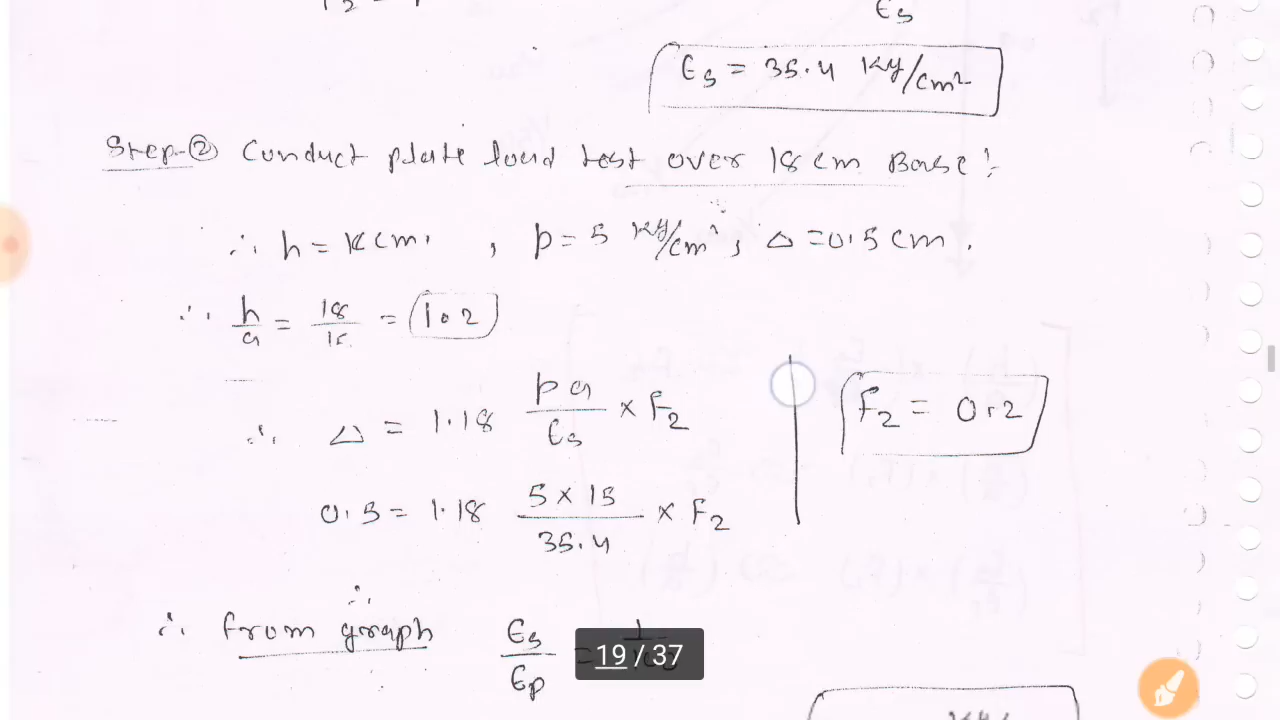 Es
Es = 35.4 Kg/cm²
Step-② Conduct plate load test over 18 cm Base:
∴ h = 18 cm. , p = 5 Kg/cm², Δ = 0.5 cm.
∴ h/a = 18/15 = 1.2
∴ Δ = 1.18 pa/Es × F2
F2 = 0.2
0.5 = 1.18 5 × 15/35.4 × F2
∴ from graph Es/Ep =
19 / 37